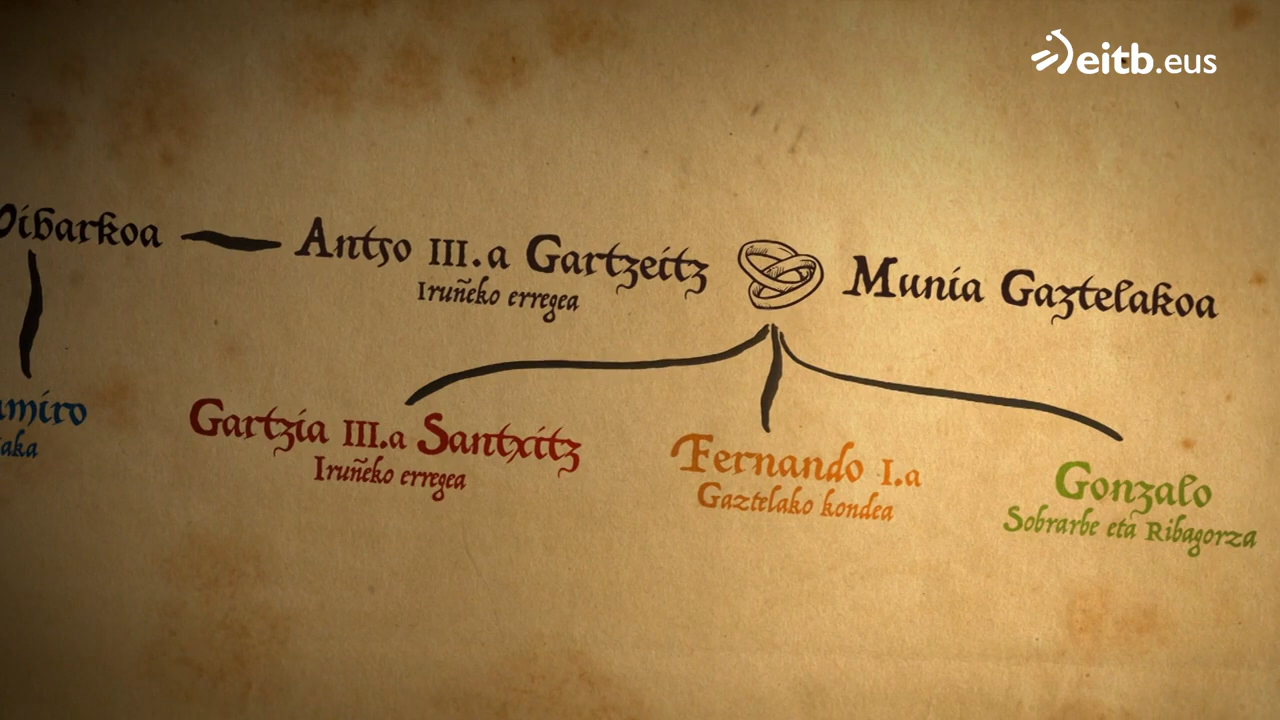 eitb.eus
Oibarkoa
Antso III.a Gartzeitz
Iruñeko erregea
Munia Gaztelakoa
Gartzia III.a Santxitz
Iruñeko erregea
Fernando I.a
Gaztelako kondea
Gonzalo
Sobrarbe eta Ribagorza